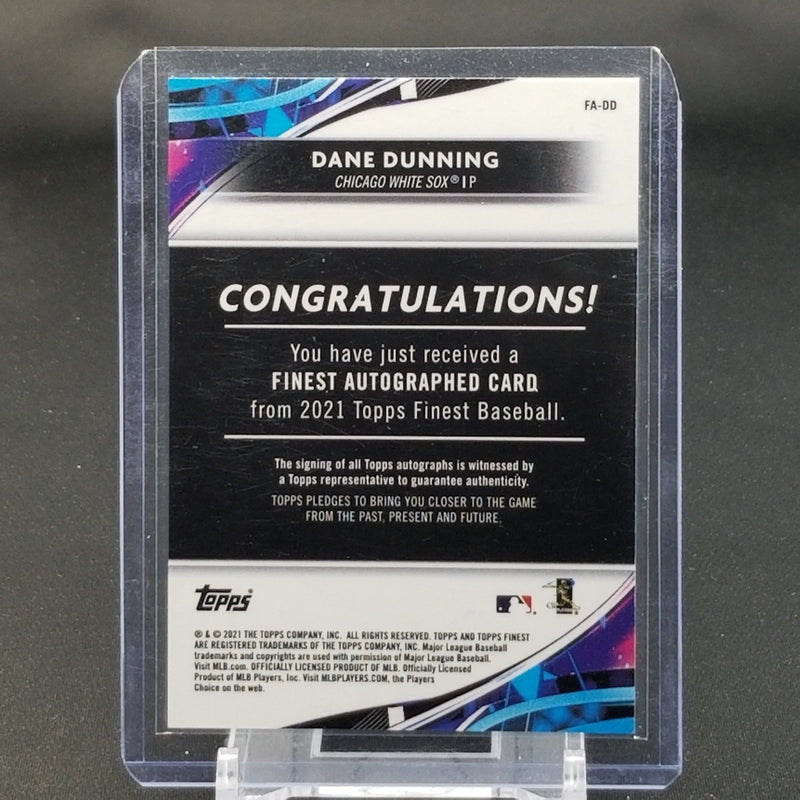 FA-DD
DANE DUNNING
CHICAGO WHITE SOX® | P
CONGRATULATIONS!
You have just received a
FINEST AUTOGRAPHED CARD
from 2021 Topps Finest Baseball.
The signing of all Topps autographs is witnessed by
a Topps representative to guarantee authenticity.
TOPPS PLEDGES TO BRING YOU CLOSER TO THE GAME
FROM THE PAST, PRESENT AND FUTURE.
topps®
® & © 2021 THE TOPPS COMPANY, INC. ALL RIGHTS RESERVED. TOPPS AND TOPPS FINEST
ARE REGISTERED TRADEMARKS OF THE TOPPS COMPANY, INC. Major League Baseball
trademarks and copyrights are used with permission of Major League Baseball.
Visit MLB.com. OFFICIALLY LICENSED PRODUCT OF MLB. Officially Licensed
Product of MLB Players, Inc. Visit MLBPLAYERS.COM, the Players
Choice on the web.